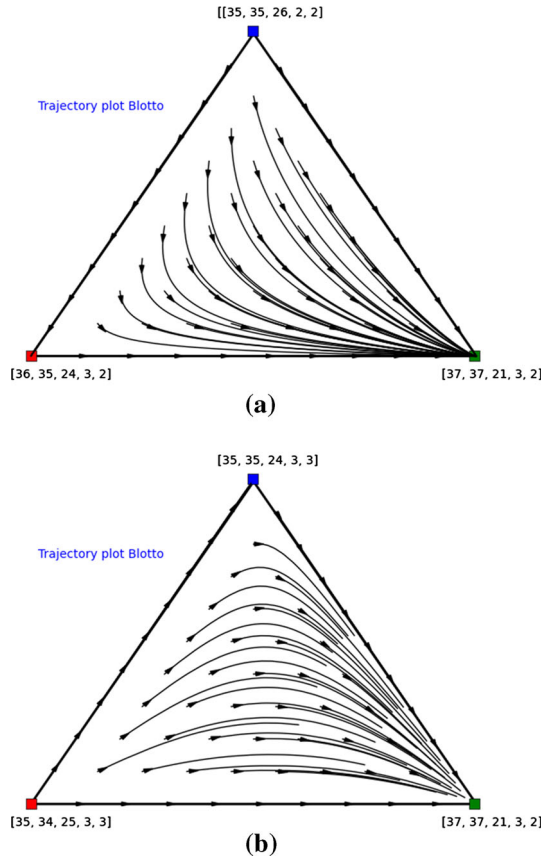 [[35, 35, 26, 2, 2]
Trajectory plot Blotto
[36, 35, 24, 3, 2]
[37, 37, 21, 3, 2]
(a)
[35, 35, 24, 3, 3]
Trajectory plot Blotto
[35, 34, 25, 3, 3]
[37, 37, 21, 3, 2]
(b)